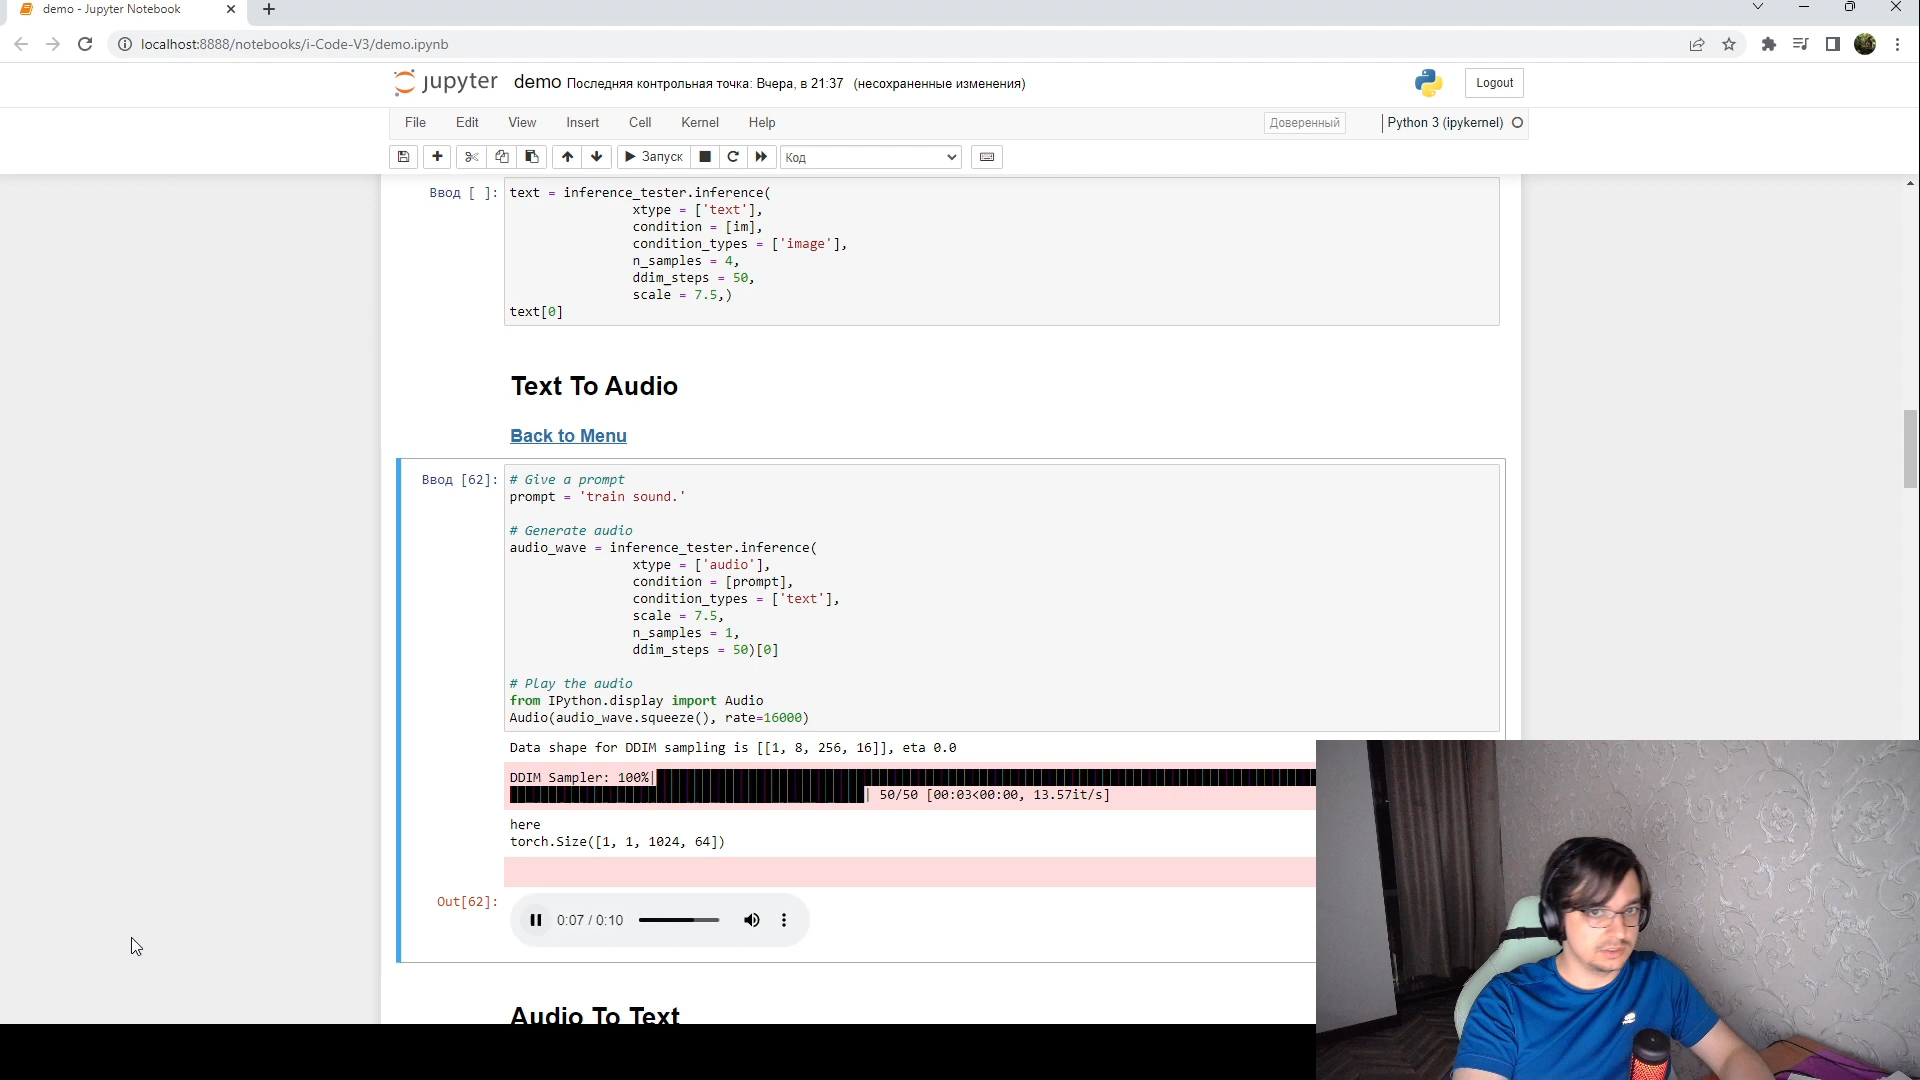 demo - Jupyter Notebook
localhost:8888/notebooks/i-Code-V3/demo.ipynb
jupyter demo Последняя контрольная точка: Вчера, в 21:37 (несохраненные изменения)
Logout
File Edit View Insert Cell Kernel Help
Доверенный
Python 3 (ipykernel)
Запуск
Код
Ввод [ ]:
text = inference_tester.inference(
xtype = ['text'],
condition = [im],
condition_types = ['image'],
n_samples = 4,
ddim_steps = 50,
scale = 7.5,)
text[0]
Text To Audio
Back to Menu
Ввод [62]:
# Give a prompt
prompt = 'train sound.'
# Generate audio
audio_wave = inference_tester.inference(
xtype = ['audio'],
condition = [prompt],
condition_types = ['text'],
scale = 7.5,
n_samples = 1,
ddim_steps = 50)[0]
# Play the audio
from IPython.display import Audio
Audio(audio_wave.squeeze(), rate=16000)
Data shape for DDIM sampling is [[1, 8, 256, 16]], eta 0.0
DDIM Sampler: 100%|
| 50/50 [00:03<00:00, 13.57it/s]
here
torch.Size([1, 1, 1024, 64])
Out[62]:
0:07 / 0:10
Audio To Text